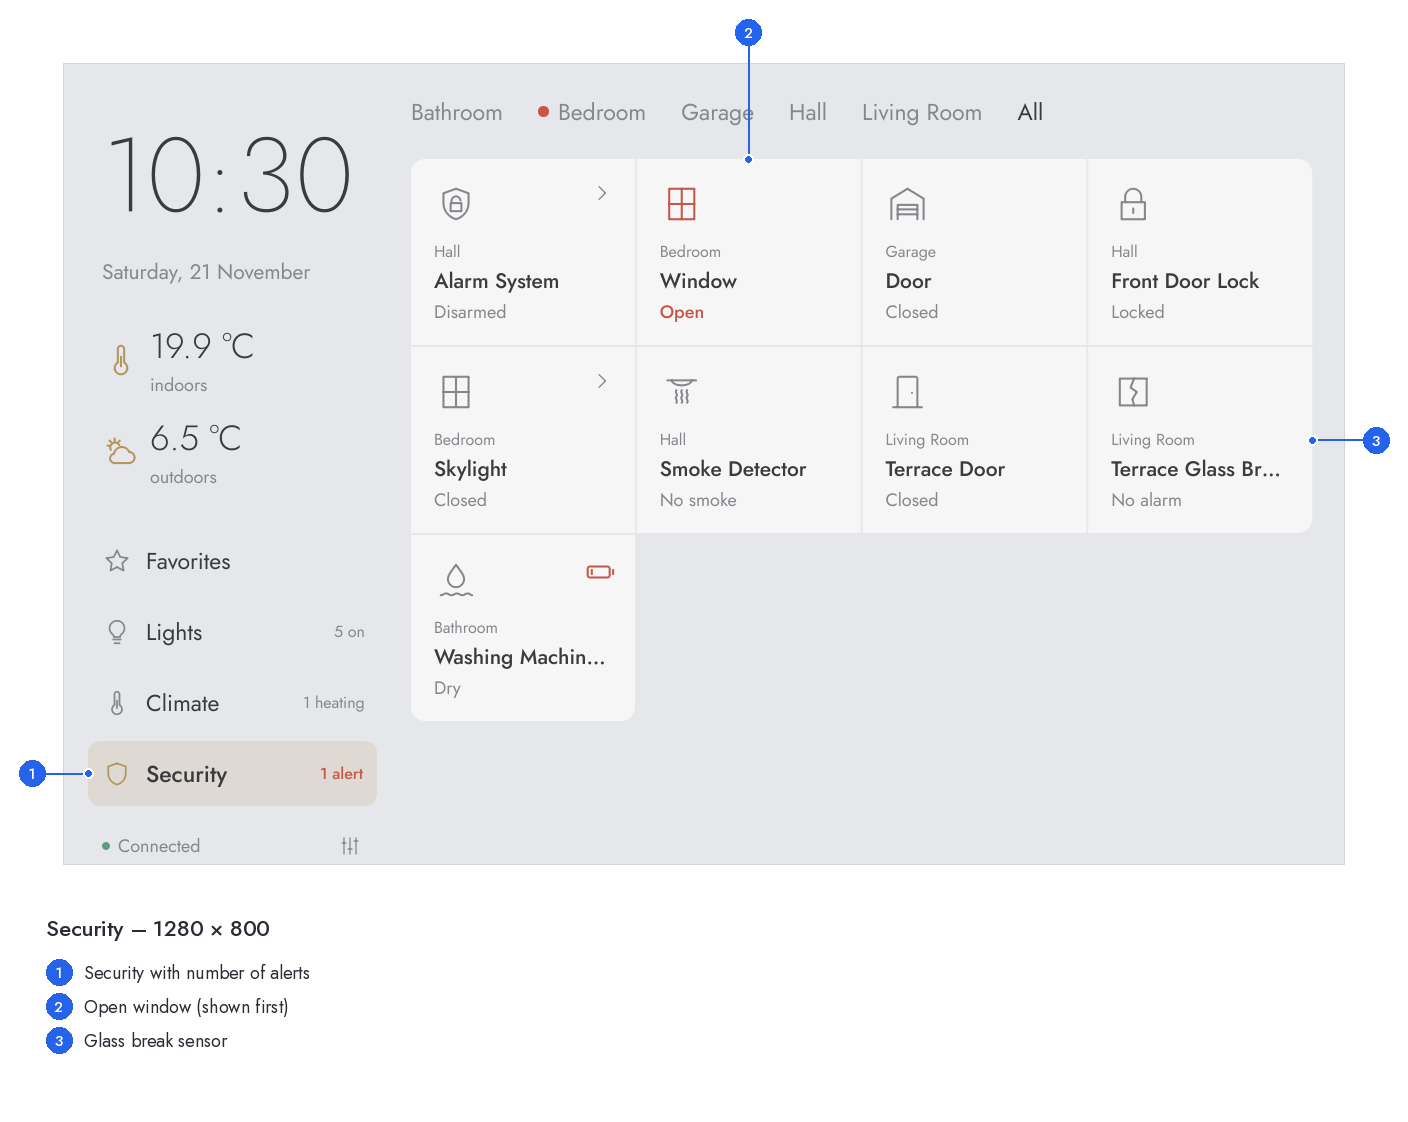 2
Bathroom Bedroom Garage Hall Living Room All
10:30
Saturday, 21 November
19.9 °C
indoors
6.5 °C
outdoors
Favorites
Lights 5 on
Climate 1 heating
1
Security 1 alert
Connected
Hall
Alarm System
Disarmed
Bedroom
Window
Open
Garage
Door
Closed
Hall
Front Door Lock
Locked
Bedroom
Skylight
Closed
Hall
Smoke Detector
No smoke
Living Room
Terrace Door
Closed
Living Room
Terrace Glass Br...
No alarm
3
Bathroom
Washing Machin...
Dry
Security – 1280 × 800
1 Security with number of alerts
2 Open window (shown first)
3 Glass break sensor